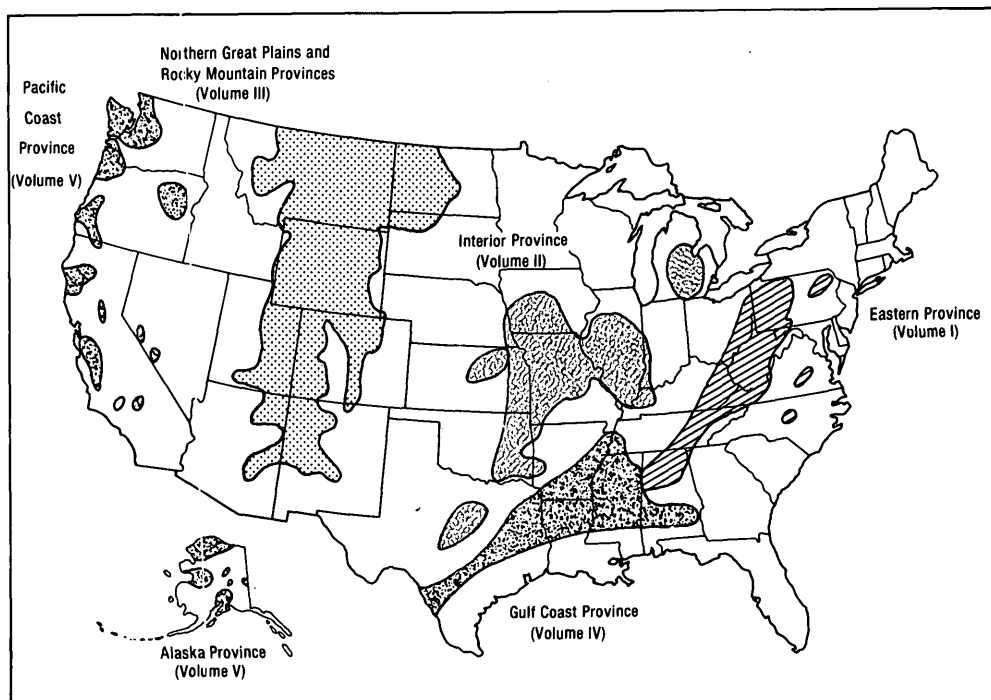 Northern Great Plains and
Rocky Mountain Provinces
(Volume III)
Pacific
Coast
Province
(Volume V)
Interior Province
(Volume II)
Eastern Province
(Volume I)
Gulf Coast Province
(Volume IV)
Alaska Province
(Volume V)